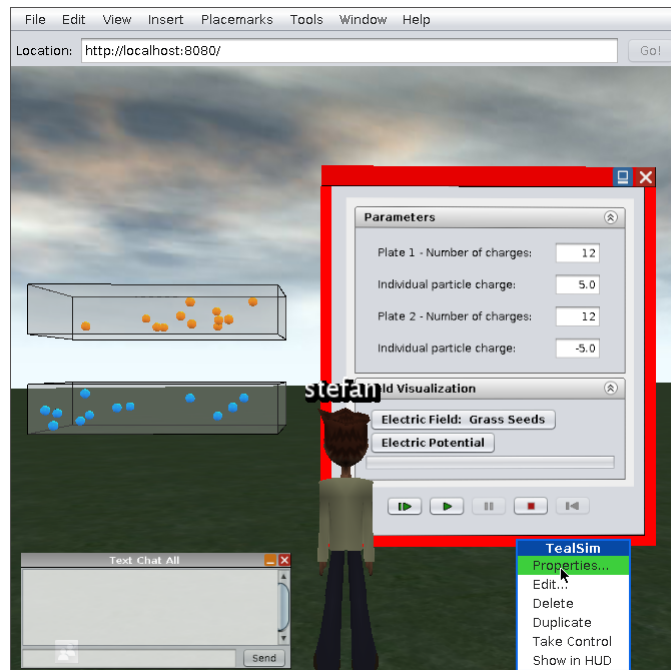 File Edit View Insert Placemarks Tools Window Help
Location: http://localhost:8080/ Go!
Parameters
Plate 1 - Number of charges: 12
Individual particle charge: 5.0
Plate 2 - Number of charges: 12
Individual particle charge: -5.0
stefan
ld Visualization
Electric Field: Grass Seeds
Electric Potential
Text Chat All
Send
TealSim
Properties...
Edit...
Delete
Duplicate
Take Control
Show in HUD